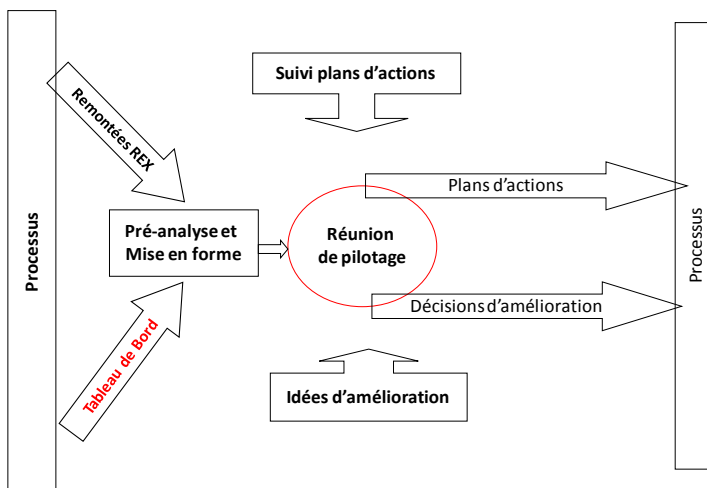 Processus
Remontées REX
Tableau de Bord
Pré-analyse et
Mise en forme
Suivi plans d’actions
Réunion
de pilotage
Idées d’amélioration
Plans d’actions
Décisions d’amélioration
Processus